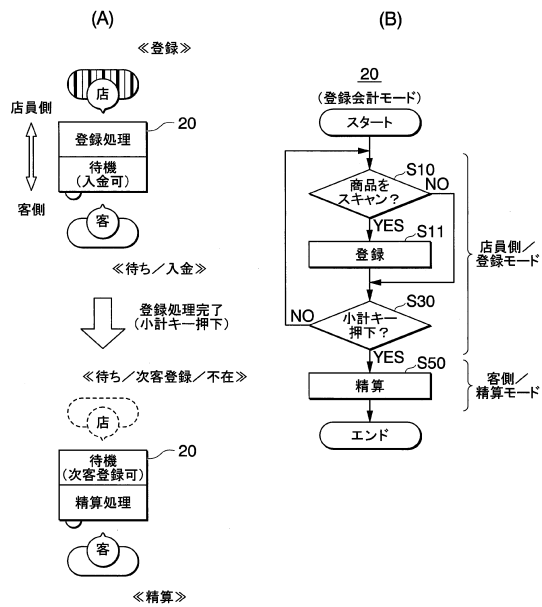 (A)
≪登録≫
店
店員側
20
登録処理
待機
(入金可)
客側
客
≪待ち／入金≫
登録処理完了
(小計キー押下)
≪待ち／次客登録／不在≫
店
20
待機
(次客登録可)
精算処理
客
≪精算≫
(B)
20
(登録会計モード)
スタート
S10
商品を
スキャン？
NO
YES
S11
登録
店員側／
登録モード
S30
NO
小計キー
押下？
YES
S50
精算
客側／
精算モード
エンド